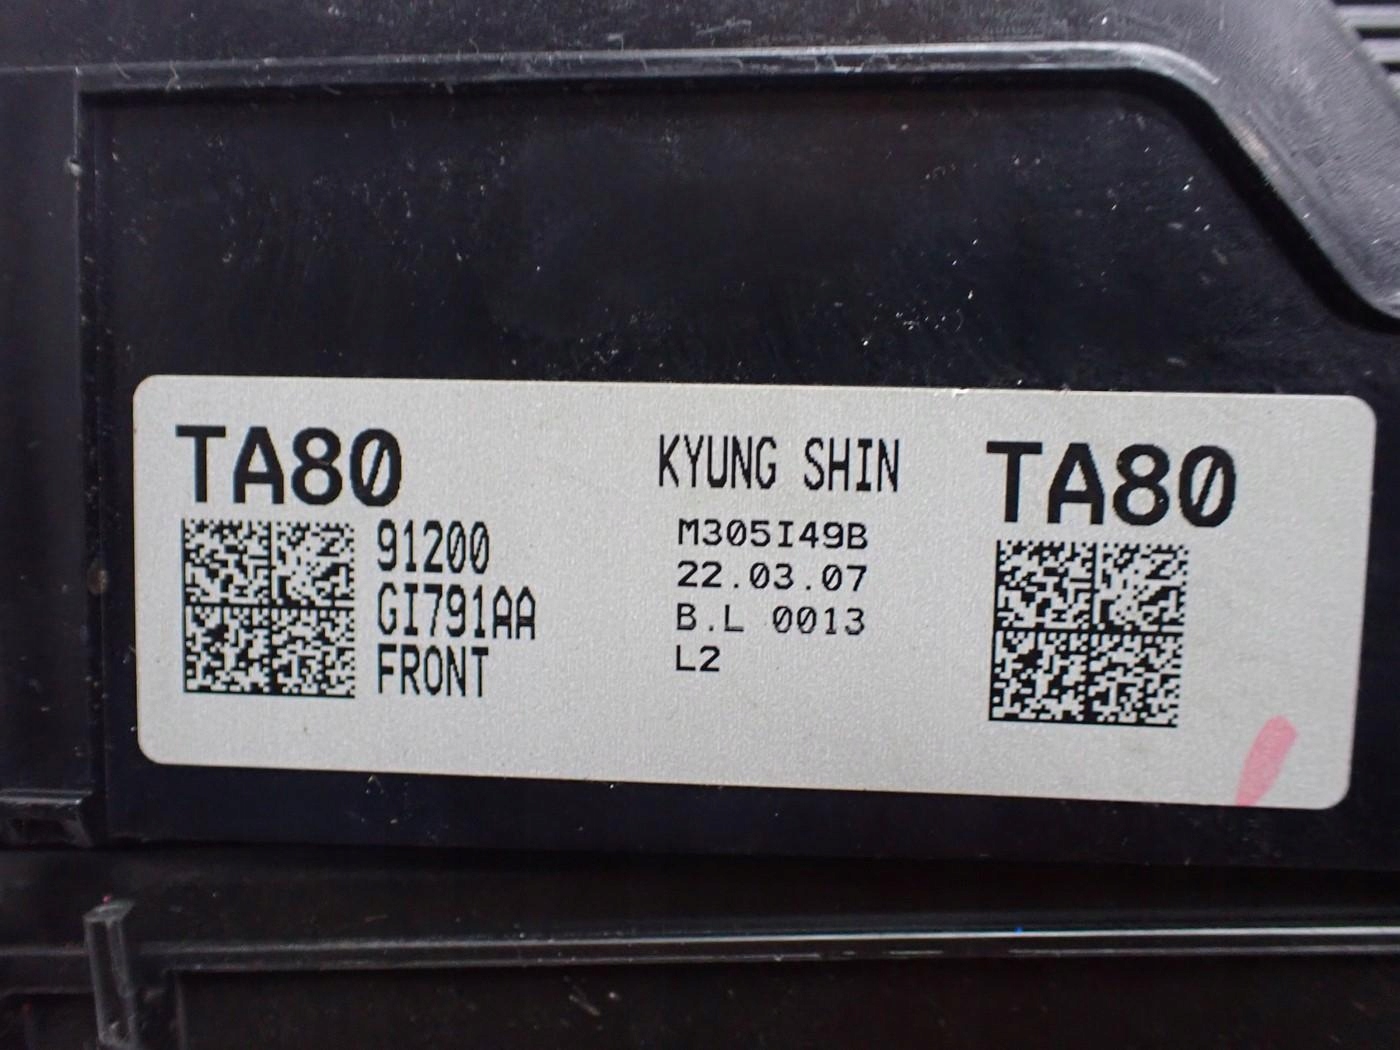 TA80
91200
GI791AA
FRONT
KYUNG SHIN
M305I49B
22.03.07
B.L 0013
L2
TA80